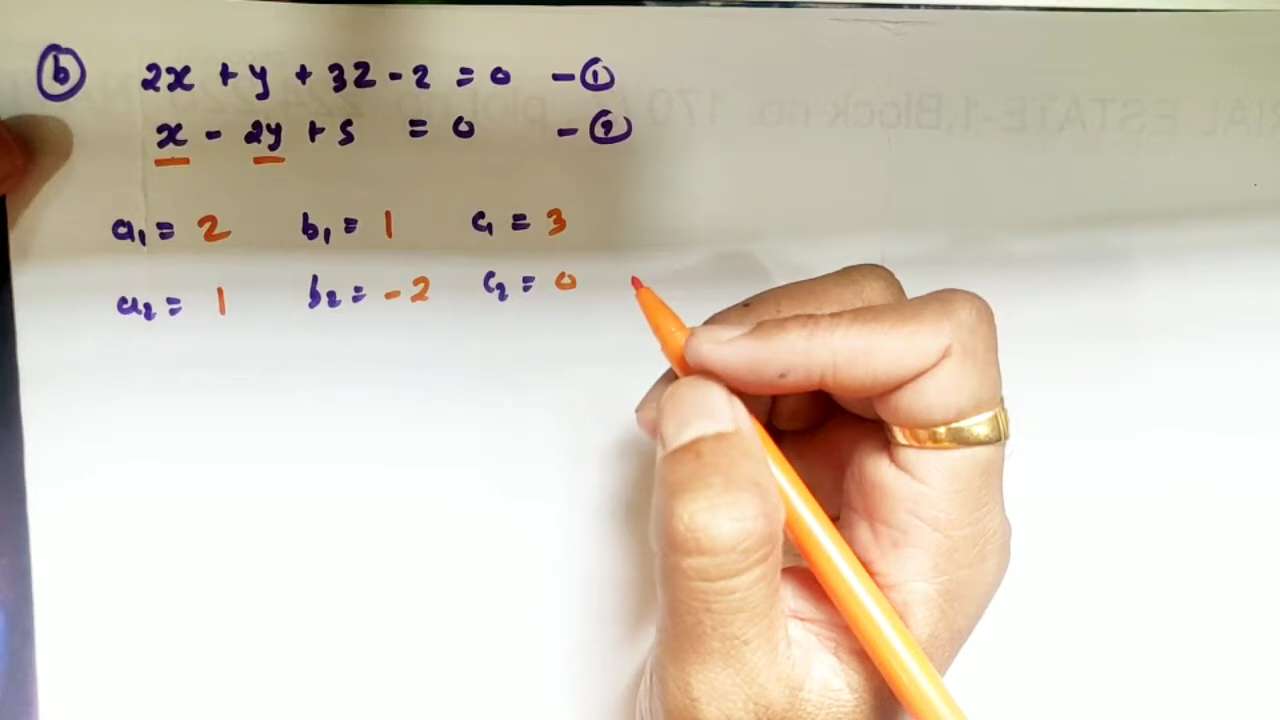 b 2x + y + 3z - 2 = 0 - 1
x - 2y + 5 = 0 - 2
a1 = 2 b1 = 1 c1 = 3
a2 = 1 b2 = -2 c2 = 0